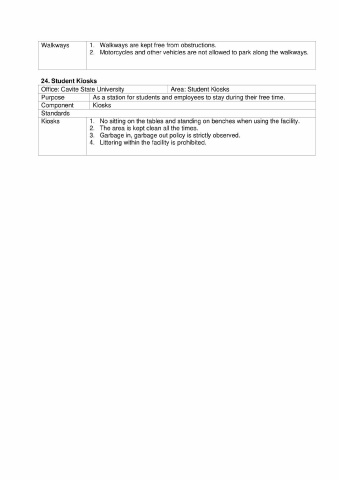 Walkways 1. Walkways are kept free from obstructions.
2. Motorcycles and other vehicles are not allowed to park along the walkways.
24. Student Kiosks
Office: Cavite State University Area: Student Kiosks
Purpose As a station for students and employees to stay during their free time.
Component Kiosks
Standards
Kiosks 1. No sitting on the tables and standing on benches when using the facility.
2. The area is kept clean all the times.
3. Garbage in, garbage out policy is strictly observed.
4. Littering within the facility is prohibited.